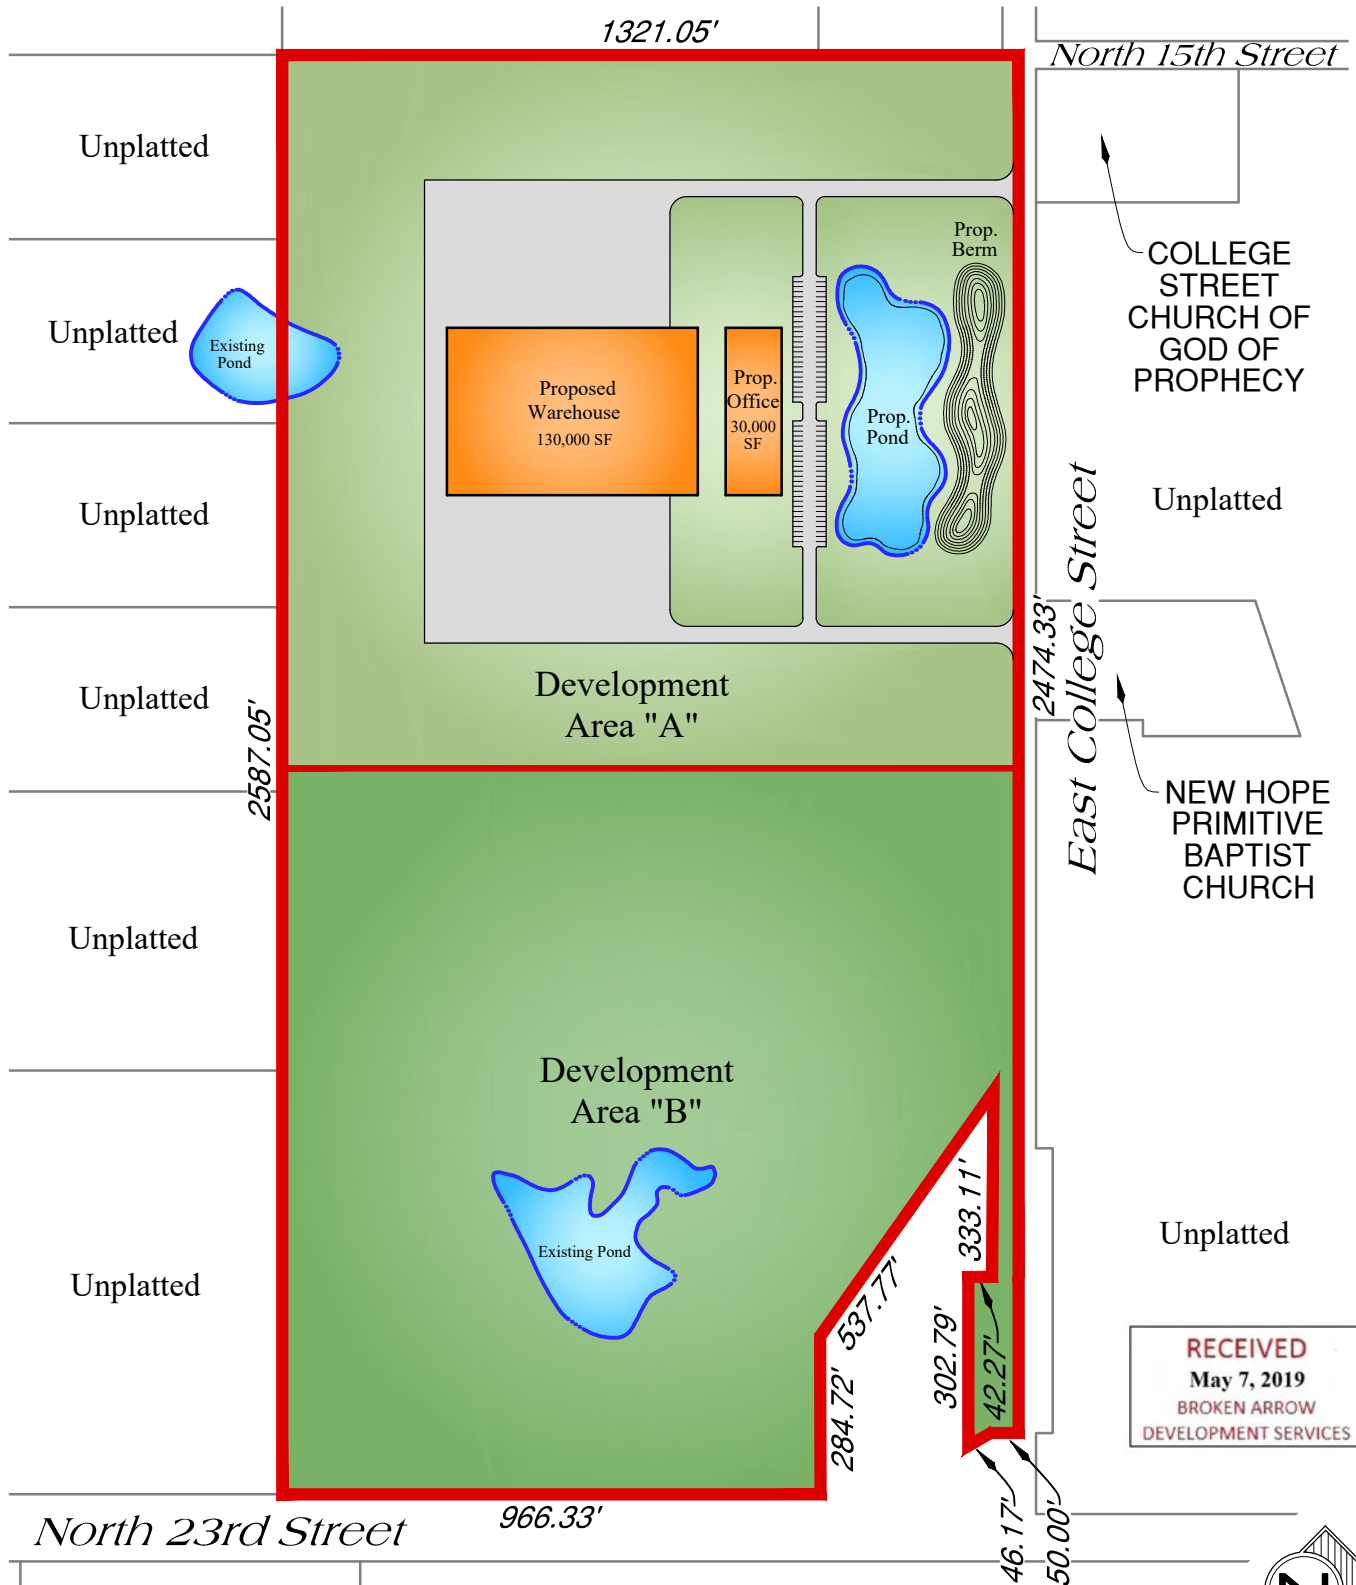 1321.05'
North 15th Street
Unplatted
Prop.
Berm
COLLEGE
STREET
CHURCH OF
GOD OF
PROPHECY
Unplatted
Existing
Pond
Proposed
Warehouse
130,000 SF
Prop.
Office
30,000
SF
Prop.
Pond
Unplatted
Unplatted
East College Street
2474.33'
Unplatted
Development
Area "A"
2587.05'
NEW HOPE
PRIMITIVE
BAPTIST
CHURCH
Unplatted
Development
Area "B"
Existing Pond
333.11'
Unplatted
Unplatted
537.77'
302.79'
42.27'
284.72'
RECEIVED
May 7, 2019
BROKEN ARROW
DEVELOPMENT SERVICES
966.33'
North 23rd Street
46.17'
50.00'
N